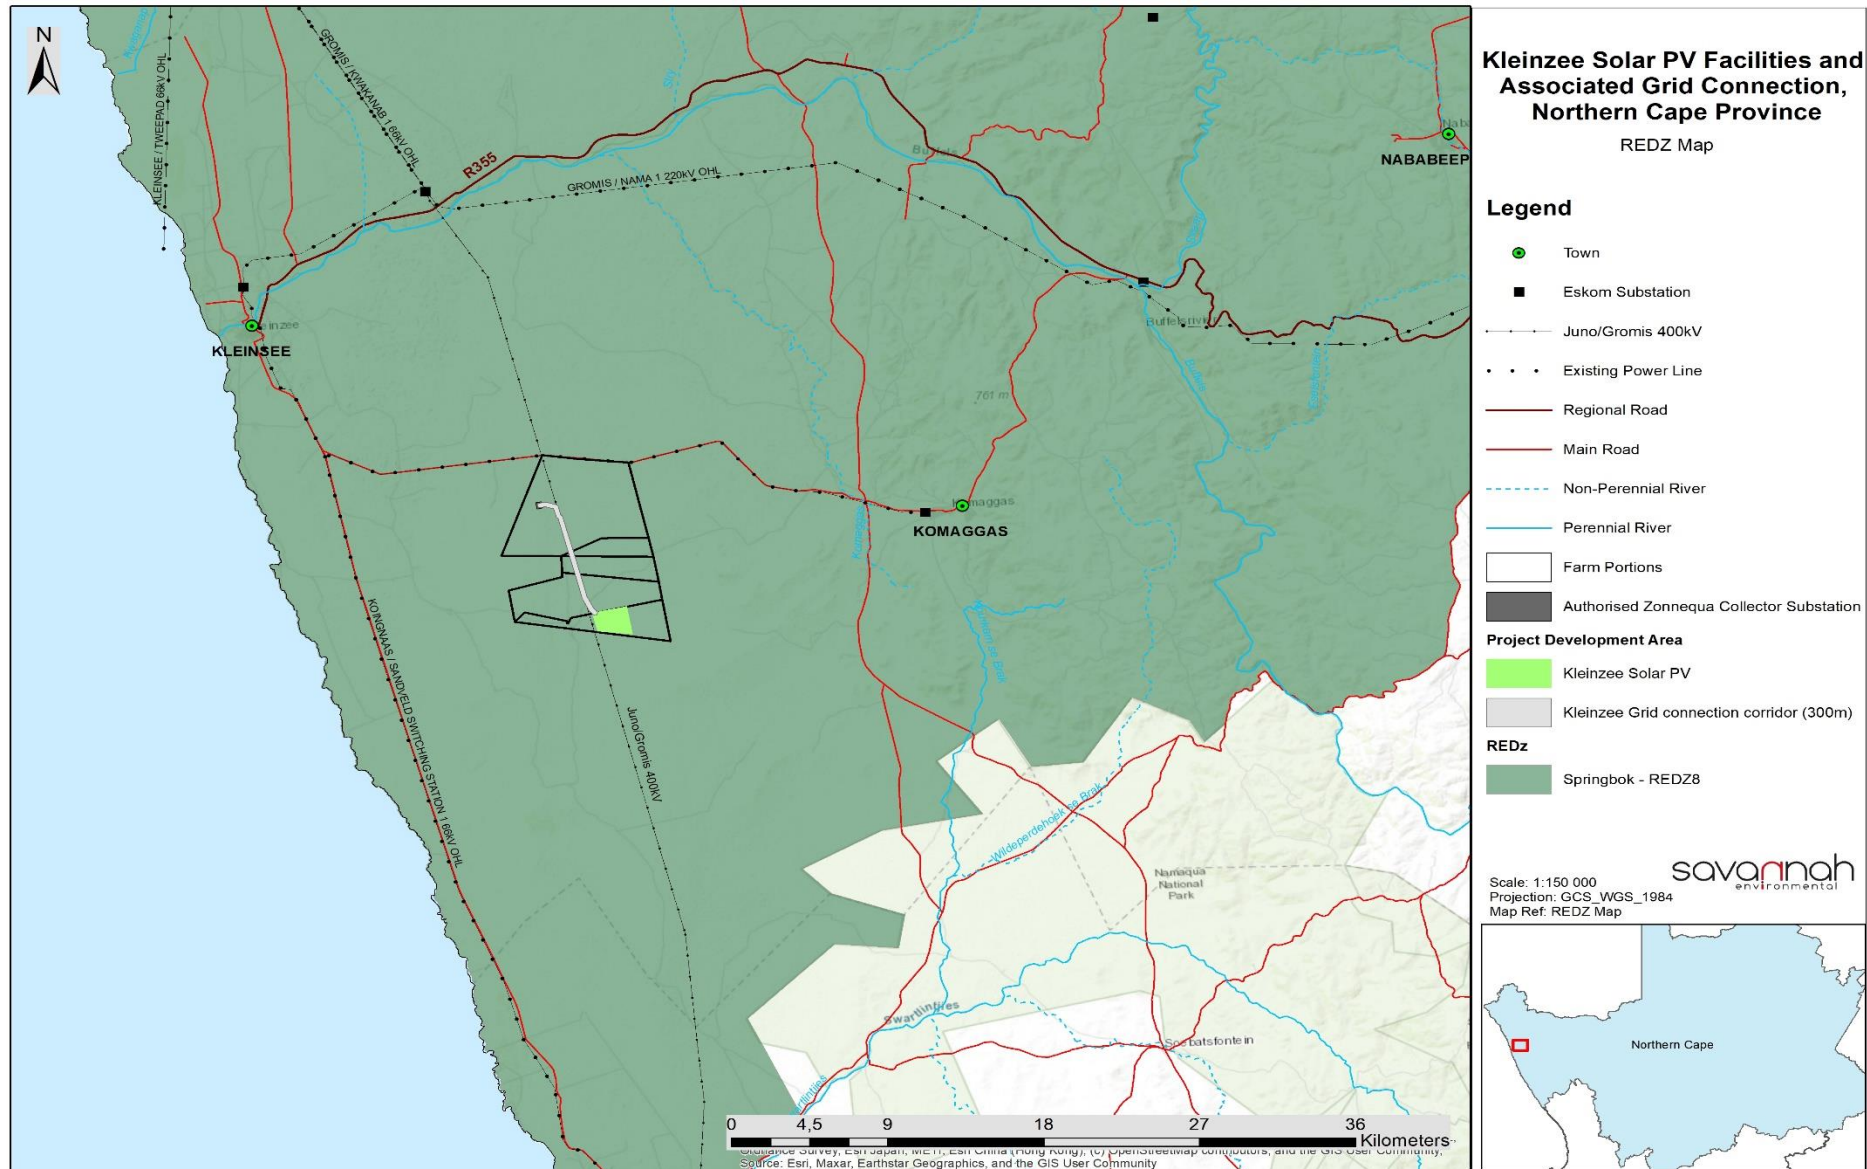 N
KLEINSEE / TWEEPAD 66kV OHL
GROMIS / KWAKANAB 1 66kV OHL
R355
GROMIS / NAMA 1 220kV OHL
Buffels
NABABEEP
KLEINSEE
Buffelsrivier
Buffels
761 m
Komaggas
KOMAGGAS
KOINGNAAS / SANDVELD SWITCHING STATION 1 66kV OHL
Juno/Gromis 400kV
Wildeperdehoek se Brak
Namaqua
National
Park
Swartlintjies
Soebatsfontein
0 4,5 9 18 27 36
Kilometers
Source: Esri, Maxar, Earthstar Geographics, and the GIS User Community
Kleinzee Solar PV Facilities and
Associated Grid Connection,
Northern Cape Province
REDZ Map
Legend
Town
Eskom Substation
Juno/Gromis 400kV
Existing Power Line
Regional Road
Main Road
Non-Perennial River
Perennial River
Farm Portions
Authorised Zonnequa Collector Substation
Project Development Area
Kleinzee Solar PV
Kleinzee Grid connection corridor (300m)
REDz
Springbok - REDZ8
savannah
environmental
Scale: 1:150 000
Projection: GCS_WGS_1984
Map Ref: REDZ Map
Northern Cape